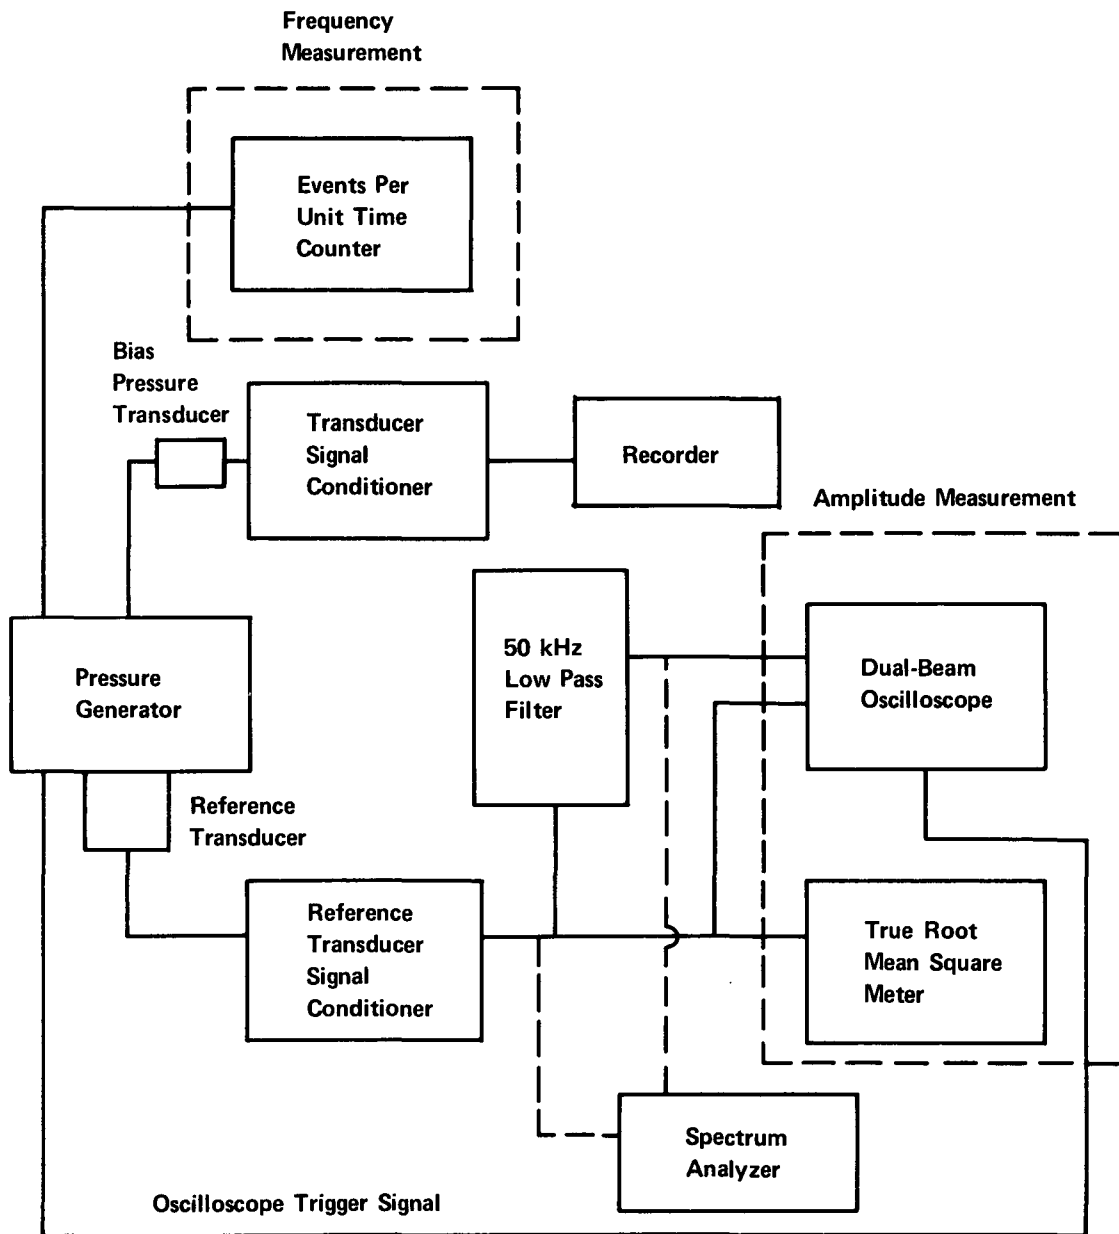 Frequency
Measurement
Events Per
Unit Time
Counter
Bias
Pressure
Transducer
Transducer
Signal
Conditioner
Recorder
Amplitude Measurement
50 kHz
Low Pass
Filter
Dual-Beam
Oscilloscope
Pressure
Generator
Reference
Transducer
Reference
Transducer
Signal
Conditioner
True Root
Mean Square
Meter
Spectrum
Analyzer
Oscilloscope Trigger Signal